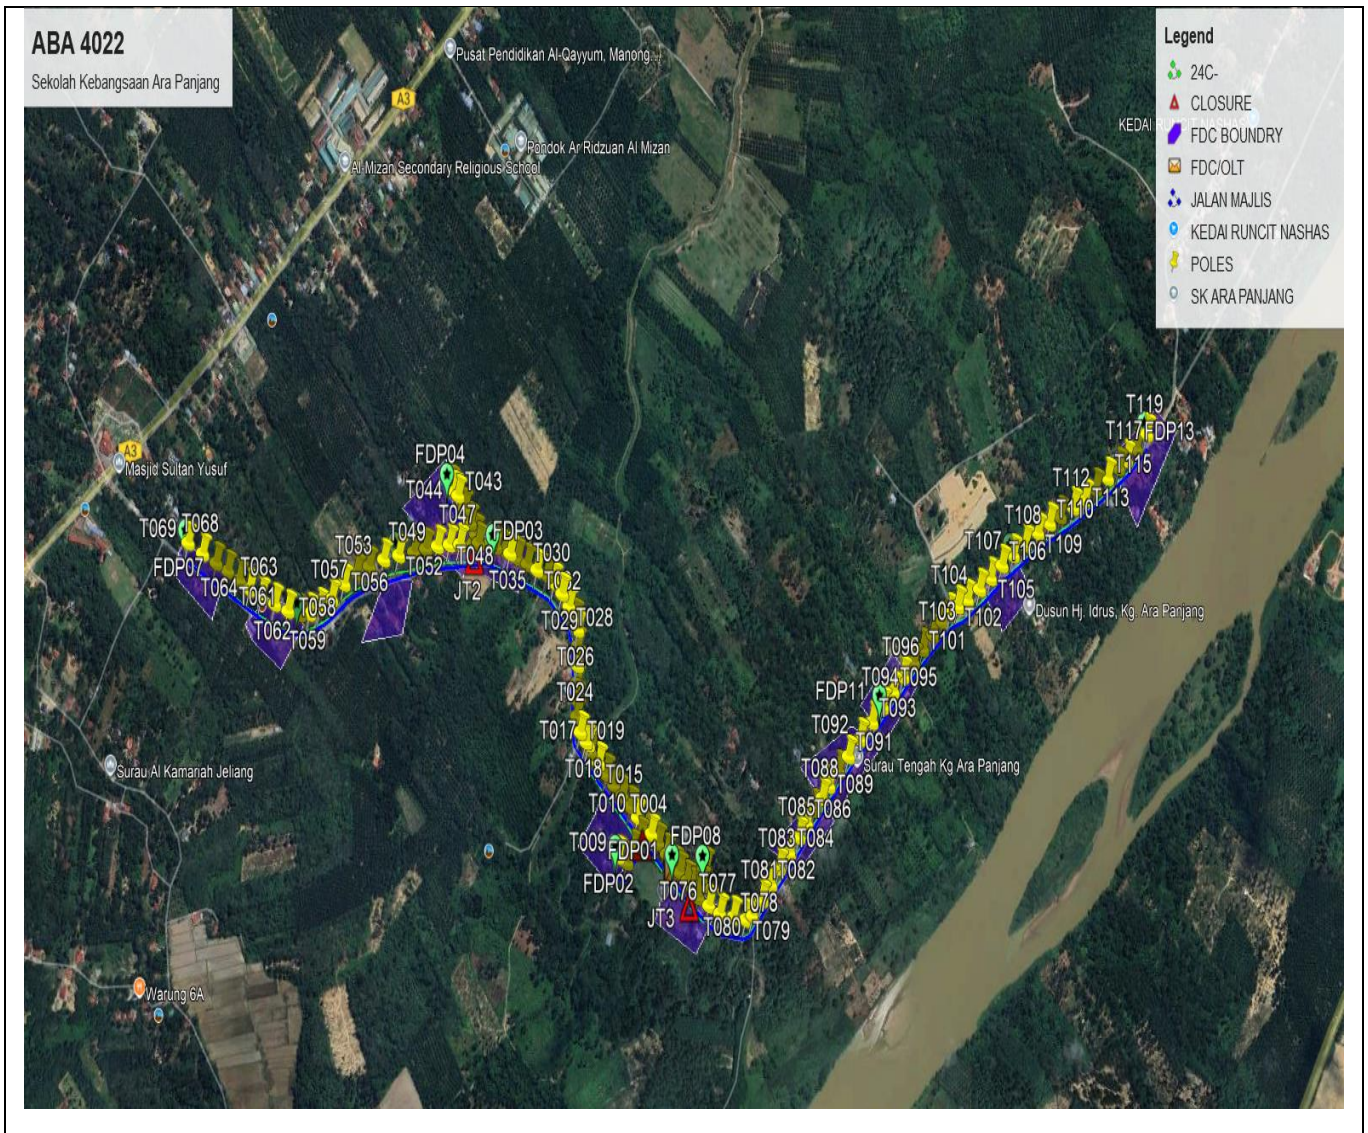 ABA 4022
Sekolah Kebangsaan Ara Panjang
Legend
24C-
CLOSURE
FDC BOUNDRY
FDC/OLT
JALAN MAJLIS
KEDAI RUNCIT NASHAS
POLES
SK ARA PANJANG
Pusat Pendidikan Al-Qayyum, Manong...
A3
KEDAI RUNCIT NASHAS
Pondok Ar Ridzuan Al Mizan
Al-Mizan Secondary Religious School
A3
Masjid Sultan Yusuf
T119
T117
FDP13
FDP04
T115
T112
T044
T043
T113
T110
T108
T069
T068
T047
T049
FDP03
T053
T107
T109
T030
T106
T048
FDP07
T063
T052
T035
T057
T056
T104
T105
T064
JT2
T061
T058
T103
T102
Dusun Hj. Idrus, Kg. Ara Panjang
T029
T028
T062
T059
T101
T096
T026
T094
T095
T024
FDP11
T093
T017
T019
T092
T091
T018
T015
T088
Surau Tengah Kg Ara Panjang
Surau Al Kamariah Jeliang
T089
T010
T004
T085
T086
T009
FDP01
FDP08
T083
T084
T081
T082
FDP02
T076
T077
T078
JT3
T080
T079
Warung 6A